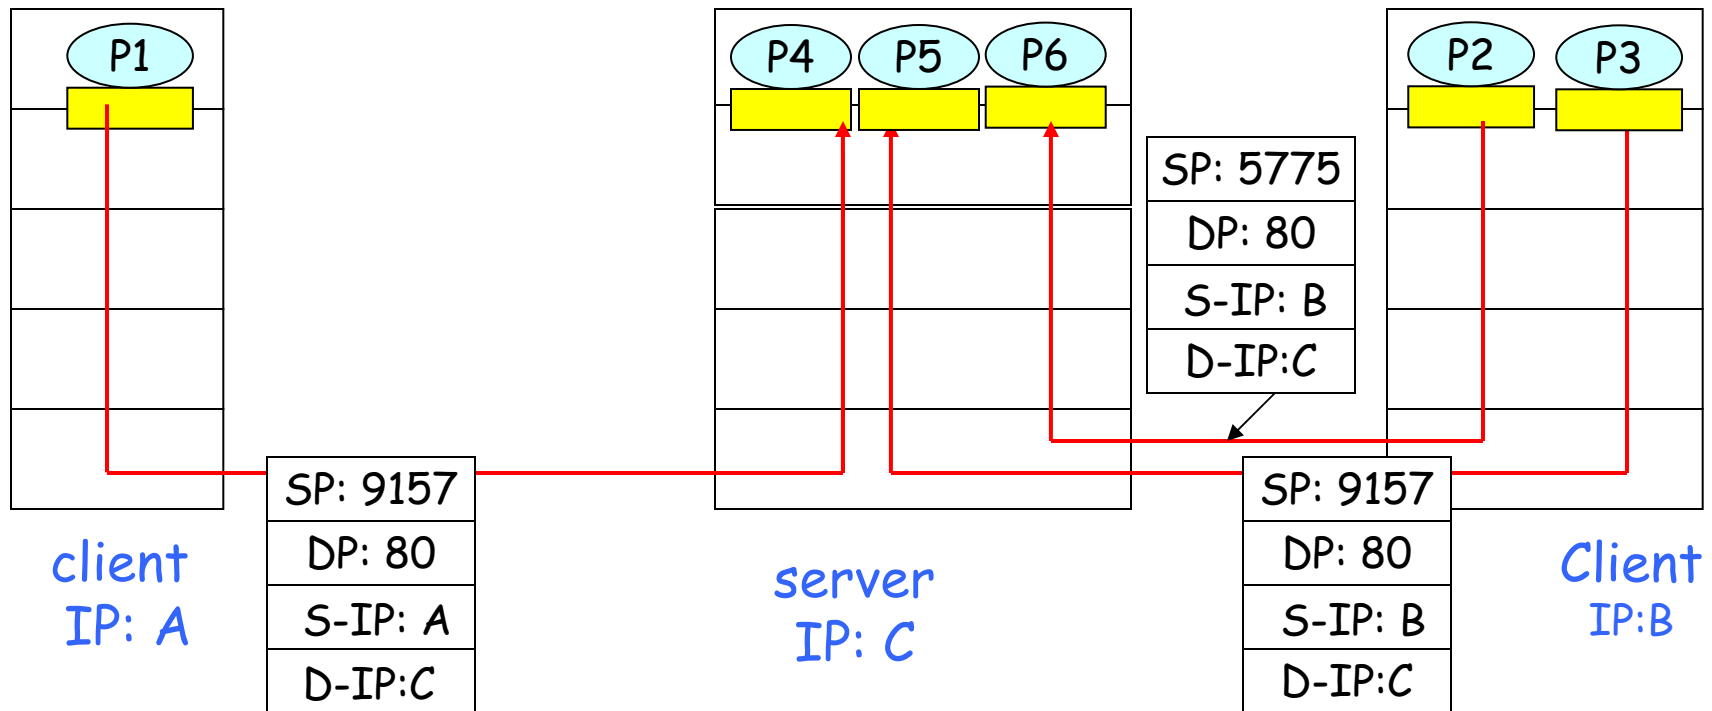 P1
P4
P5
P6
P2
P3
SP: 5775
DP: 80
S-IP: B
D-IP:C
SP: 9157
DP: 80
S-IP: A
D-IP:C
SP: 9157
DP: 80
S-IP: B
D-IP:C
client
IP: A
server
IP: C
Client
IP:B